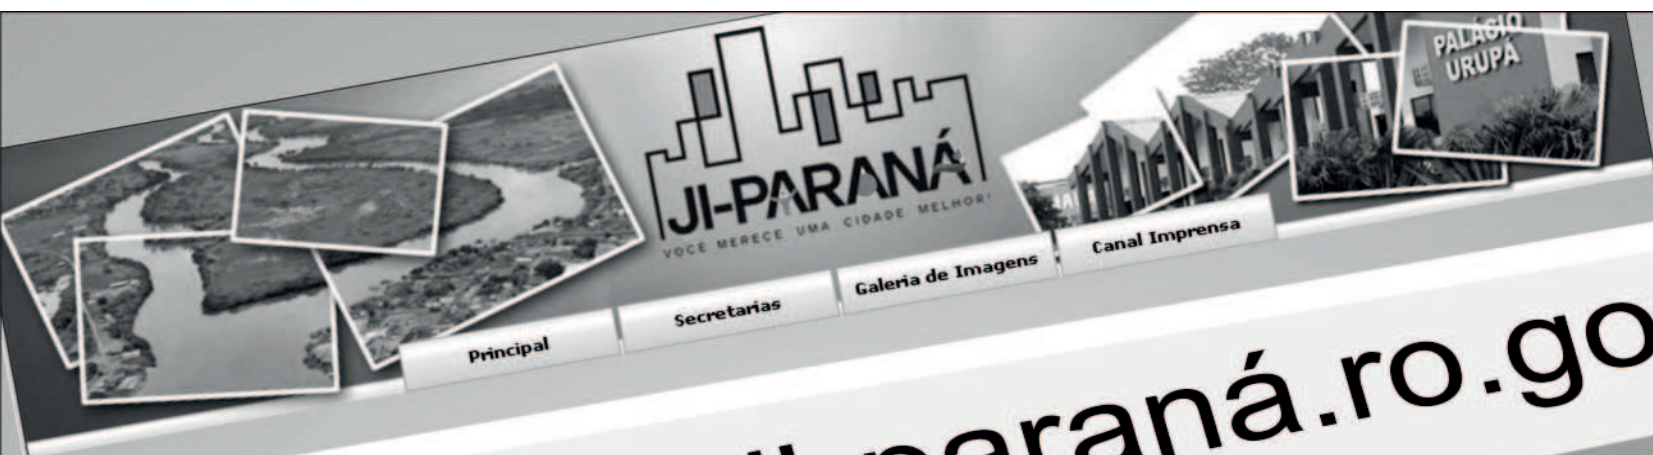 PALÁCIO
URUPÁ
JI-PARANÁ
VOCÊ MERECE UMA CIDADE MELHOR!
Principal
Secretarias
Galeria de Imagens
Canal Imprensa
paraná.ro.go